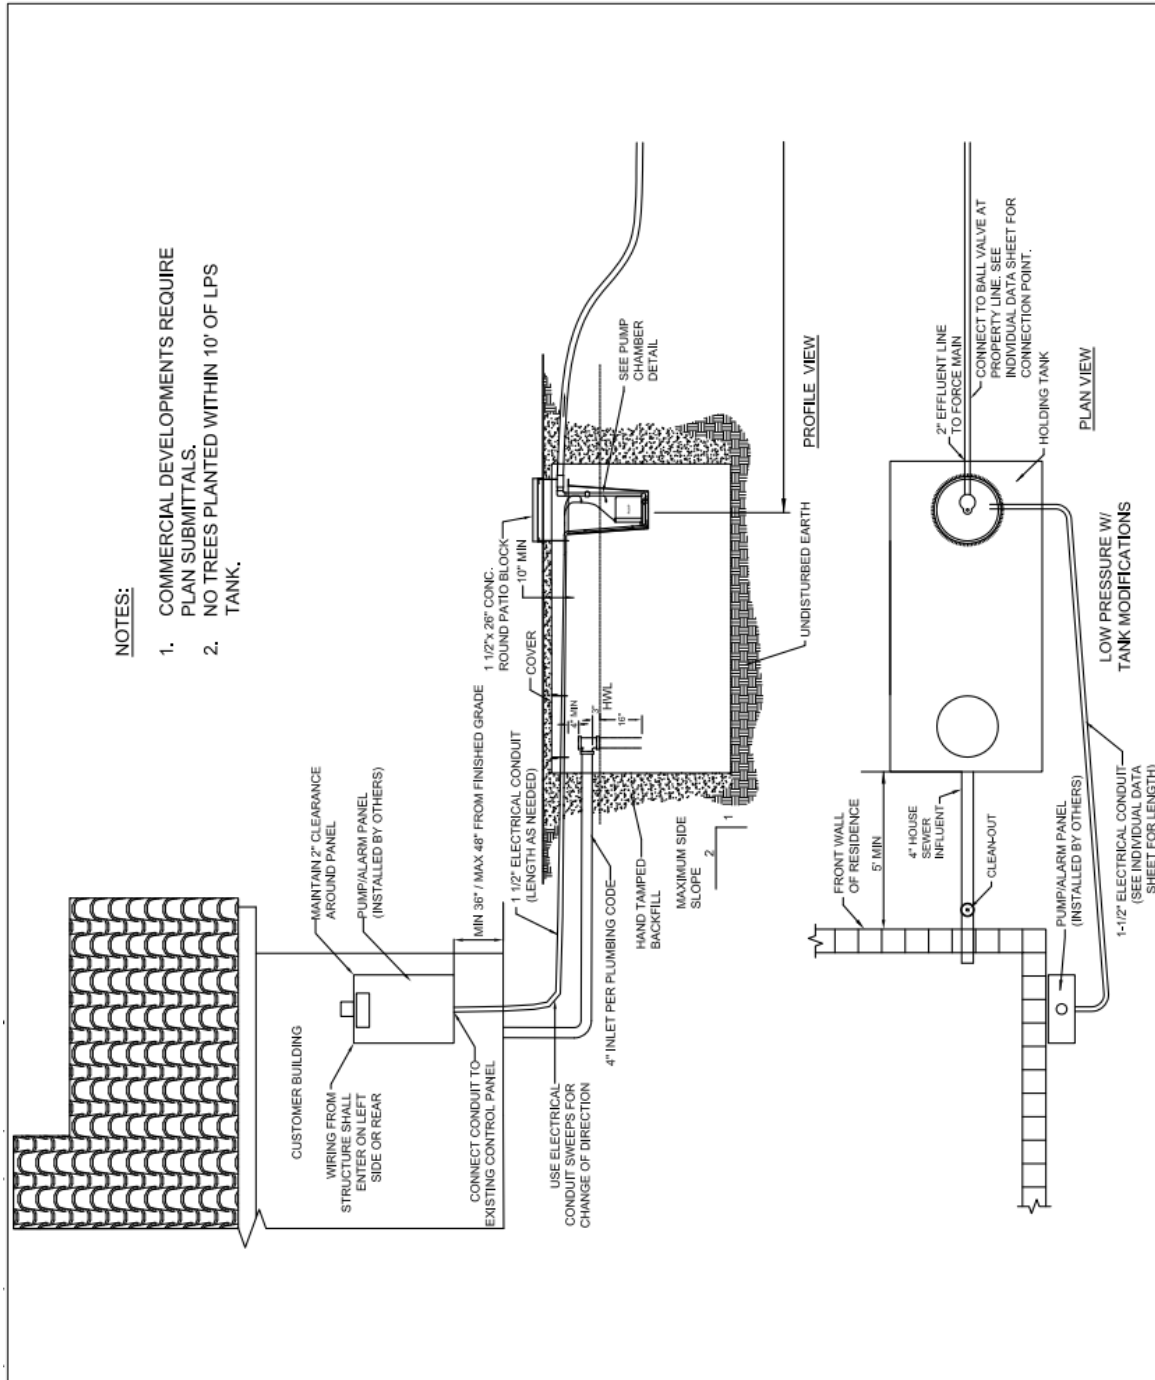 NOTES:
1. COMMERCIAL DEVELOPMENTS REQUIRE
PLAN SUBMITTALS.
2. NO TREES PLANTED WITHIN 10' OF LPS
TANK.
CUSTOMER BUILDING
WIRING FROM
STRUCTURE SHALL
ENTER ON LEFT
SIDE OR REAR
MAINTAIN 2" CLEARANCE
AROUND PANEL
PUMP/ALARM PANEL
(INSTALLED BY OTHERS)
CONNECT CONDUIT TO
EXISTING CONTROL PANEL
MIN 36" / MAX 48" FROM FINISHED GRADE
USE ELECTRICAL
CONDUIT SWEEPS FOR
CHANGE OF DIRECTION
1 1/2" ELECTRICAL CONDUIT
(LENGTH AS NEEDED)
4" INLET PER PLUMBING CODE
COVER
1 1/2"x 26" CONC.
ROUND PATIO BLOCK
10" MIN
4" MIN
3"
HWL
16"
SEE PUMP
CHAMBER
DETAIL
HAND TAMPED
BACKFILL
MAXIMUM SIDE
SLOPE
2
1
UNDISTURBED EARTH
PROFILE VIEW
FRONT WALL
OF RESIDENCE
5' MIN
4" HOUSE
SEWER
INFLUENT
CLEAN-OUT
PUMP/ALARM PANEL
(INSTALLED BY OTHERS)
1-1/2" ELECTRICAL CONDUIT
(SEE INDIVIDUAL DATA
SHEET FOR LENGTH)
2" EFFLUENT LINE
TO FORCE MAIN
CONNECT TO BALL VALVE AT
PROPERTY LINE. SEE
INDIVIDUAL DATA SHEET FOR
CONNECTION POINT.
HOLDING TANK
PLAN VIEW
LOW PRESSURE W/
TANK MODIFICATIONS